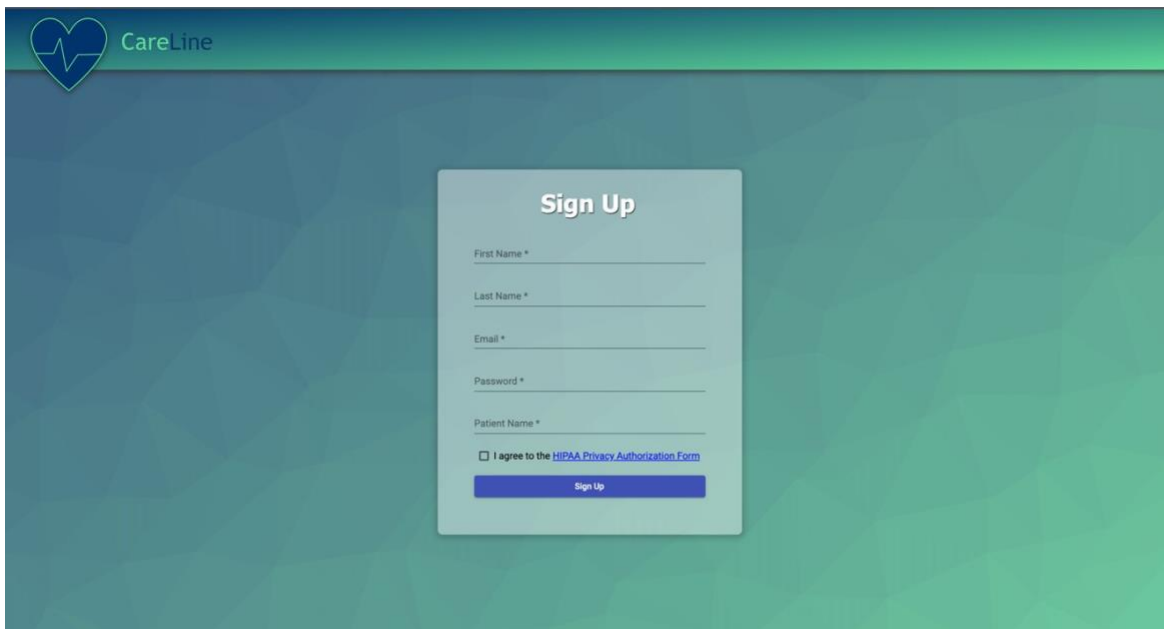 CareLine
Sign Up
First Name *
Last Name *
Email *
Password *
Patient Name *
I agree to the HIPAA Privacy Authorization Form
Sign Up